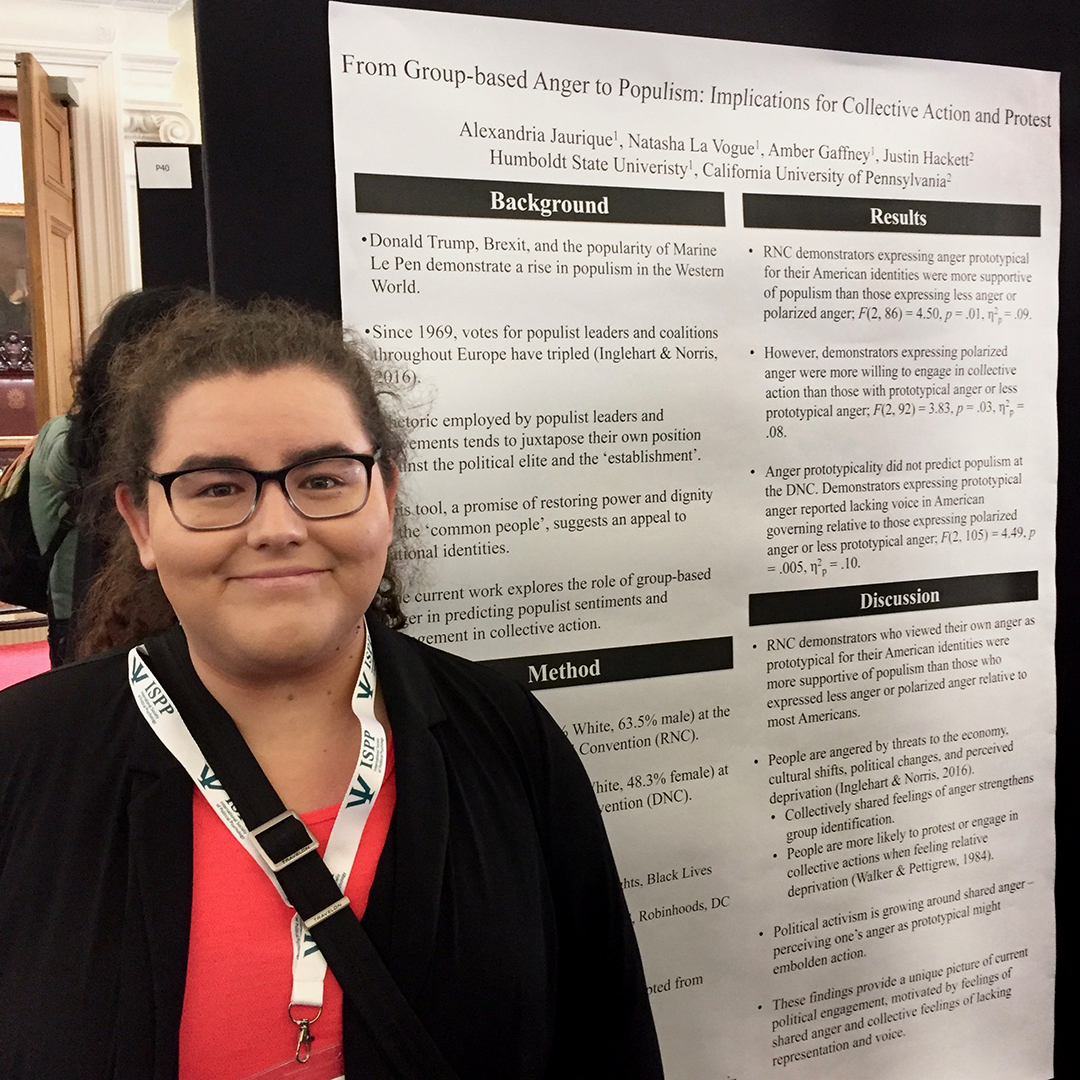 From Group-based Anger to Populism: Implications for Collective Action and Protest
Alexandria Jaurique¹, Natasha La Vogue¹, Amber Gaffney¹, Justin Hackett²
Humboldt State Univeristy¹, California University of Pennsylvania²
P40
Background
•Donald Trump, Brexit, and the popularity of Marine
Le Pen demonstrate a rise in populism in the Western
World.
•Since 1969, votes for populist leaders and coalitions
throughout Europe have tripled (Inglehart & Norris,
2016).
employed by populist leaders and
tends to juxtapose their own position
the political elite and the ‘establishment’.
tool, a promise of restoring power and dignity
the ‘common people’, suggests an appeal to
identities.
current work explores the role of group-based
in predicting populist sentiments and
in collective action.
Method
White, 63.5% male) at the
Convention (RNC).
48.3% female) at
(DNC).
Black Lives
Robinhoods, DC
from
Results
• RNC demonstrators expressing anger prototypical
for their American identities were more supportive
of populism than those expressing less anger or
polarized anger; F(2, 86) = 4.50, p = .01, η²ₚ = .09.
• However, demonstrators expressing polarized
anger were more willing to engage in collective
action than those with prototypical anger or less
prototypical anger; F(2, 92) = 3.83, p = .03, η²ₚ =
.08.
• Anger prototypicality did not predict populism at
the DNC. Demonstrators expressing prototypical
anger reported lacking voice in American
governing relative to those expressing polarized
anger or less prototypical anger; F(2, 105) = 4.49, p
= .005, η²ₚ = .10.
Discussion
• RNC demonstrators who viewed their own anger as
prototypical for their American identities were
more supportive of populism than those who
expressed less anger or polarized anger relative to
most Americans.
• People are angered by threats to the economy,
cultural shifts, political changes, and perceived
deprivation (Inglehart & Norris, 2016).
• Collectively shared feelings of anger strengthens
group identification.
• People are more likely to protest or engage in
collective actions when feeling relative
deprivation (Walker & Pettigrew, 1984).
• Political activism is growing around shared anger –
perceiving one’s anger as prototypical might
embolden action.
• These findings provide a unique picture of current
political engagement, motivated by feelings of
shared anger and collective feelings of lacking
representation and voice.
ISPP
ISPP
ISPP
TRAVELON
TRAVELON